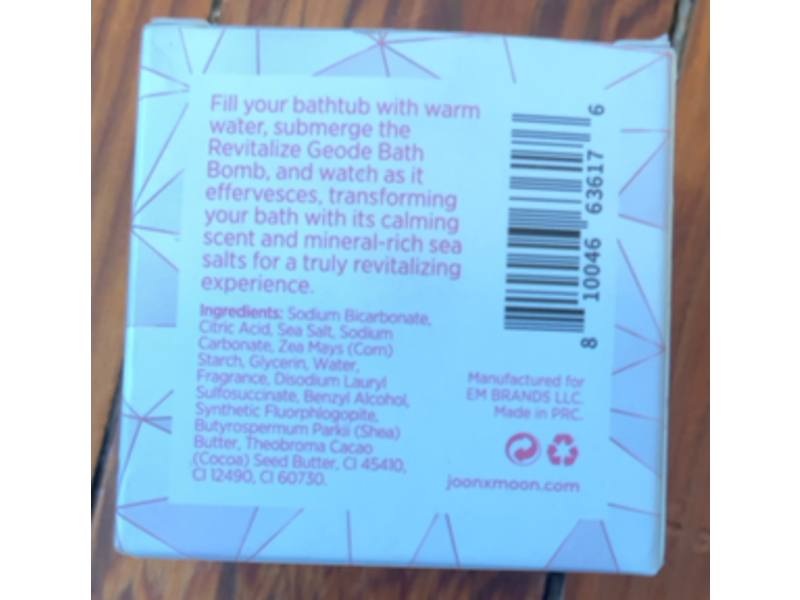 Fill your bathtub with warm
water, submerge the
Revitalize Geode Bath
Bomb, and watch as it
effervesces, transforming
your bath with its calming
scent and mineral-rich sea
salts for a truly revitalizing
experience.
Ingredients: Sodium Bicarbonate,
Citric Acid, Sea Salt, Sodium
Carbonate, Zea Mays (Corn)
Starch, Glycerin, Water,
Fragrance, Disodium Lauryl
Sulfosuccinate, Benzyl Alcohol,
Synthetic Fluorphlogopite,
Butyrospermum Parkii (Shea)
Butter, Theobroma Cacao
(Cocoa) Seed Butter, CI 45410,
CI 12490, CI 60730.
8 10046 63617 6
Manufactured for
EM BRANDS LLC.
Made in PRC.
joonxmoon.com